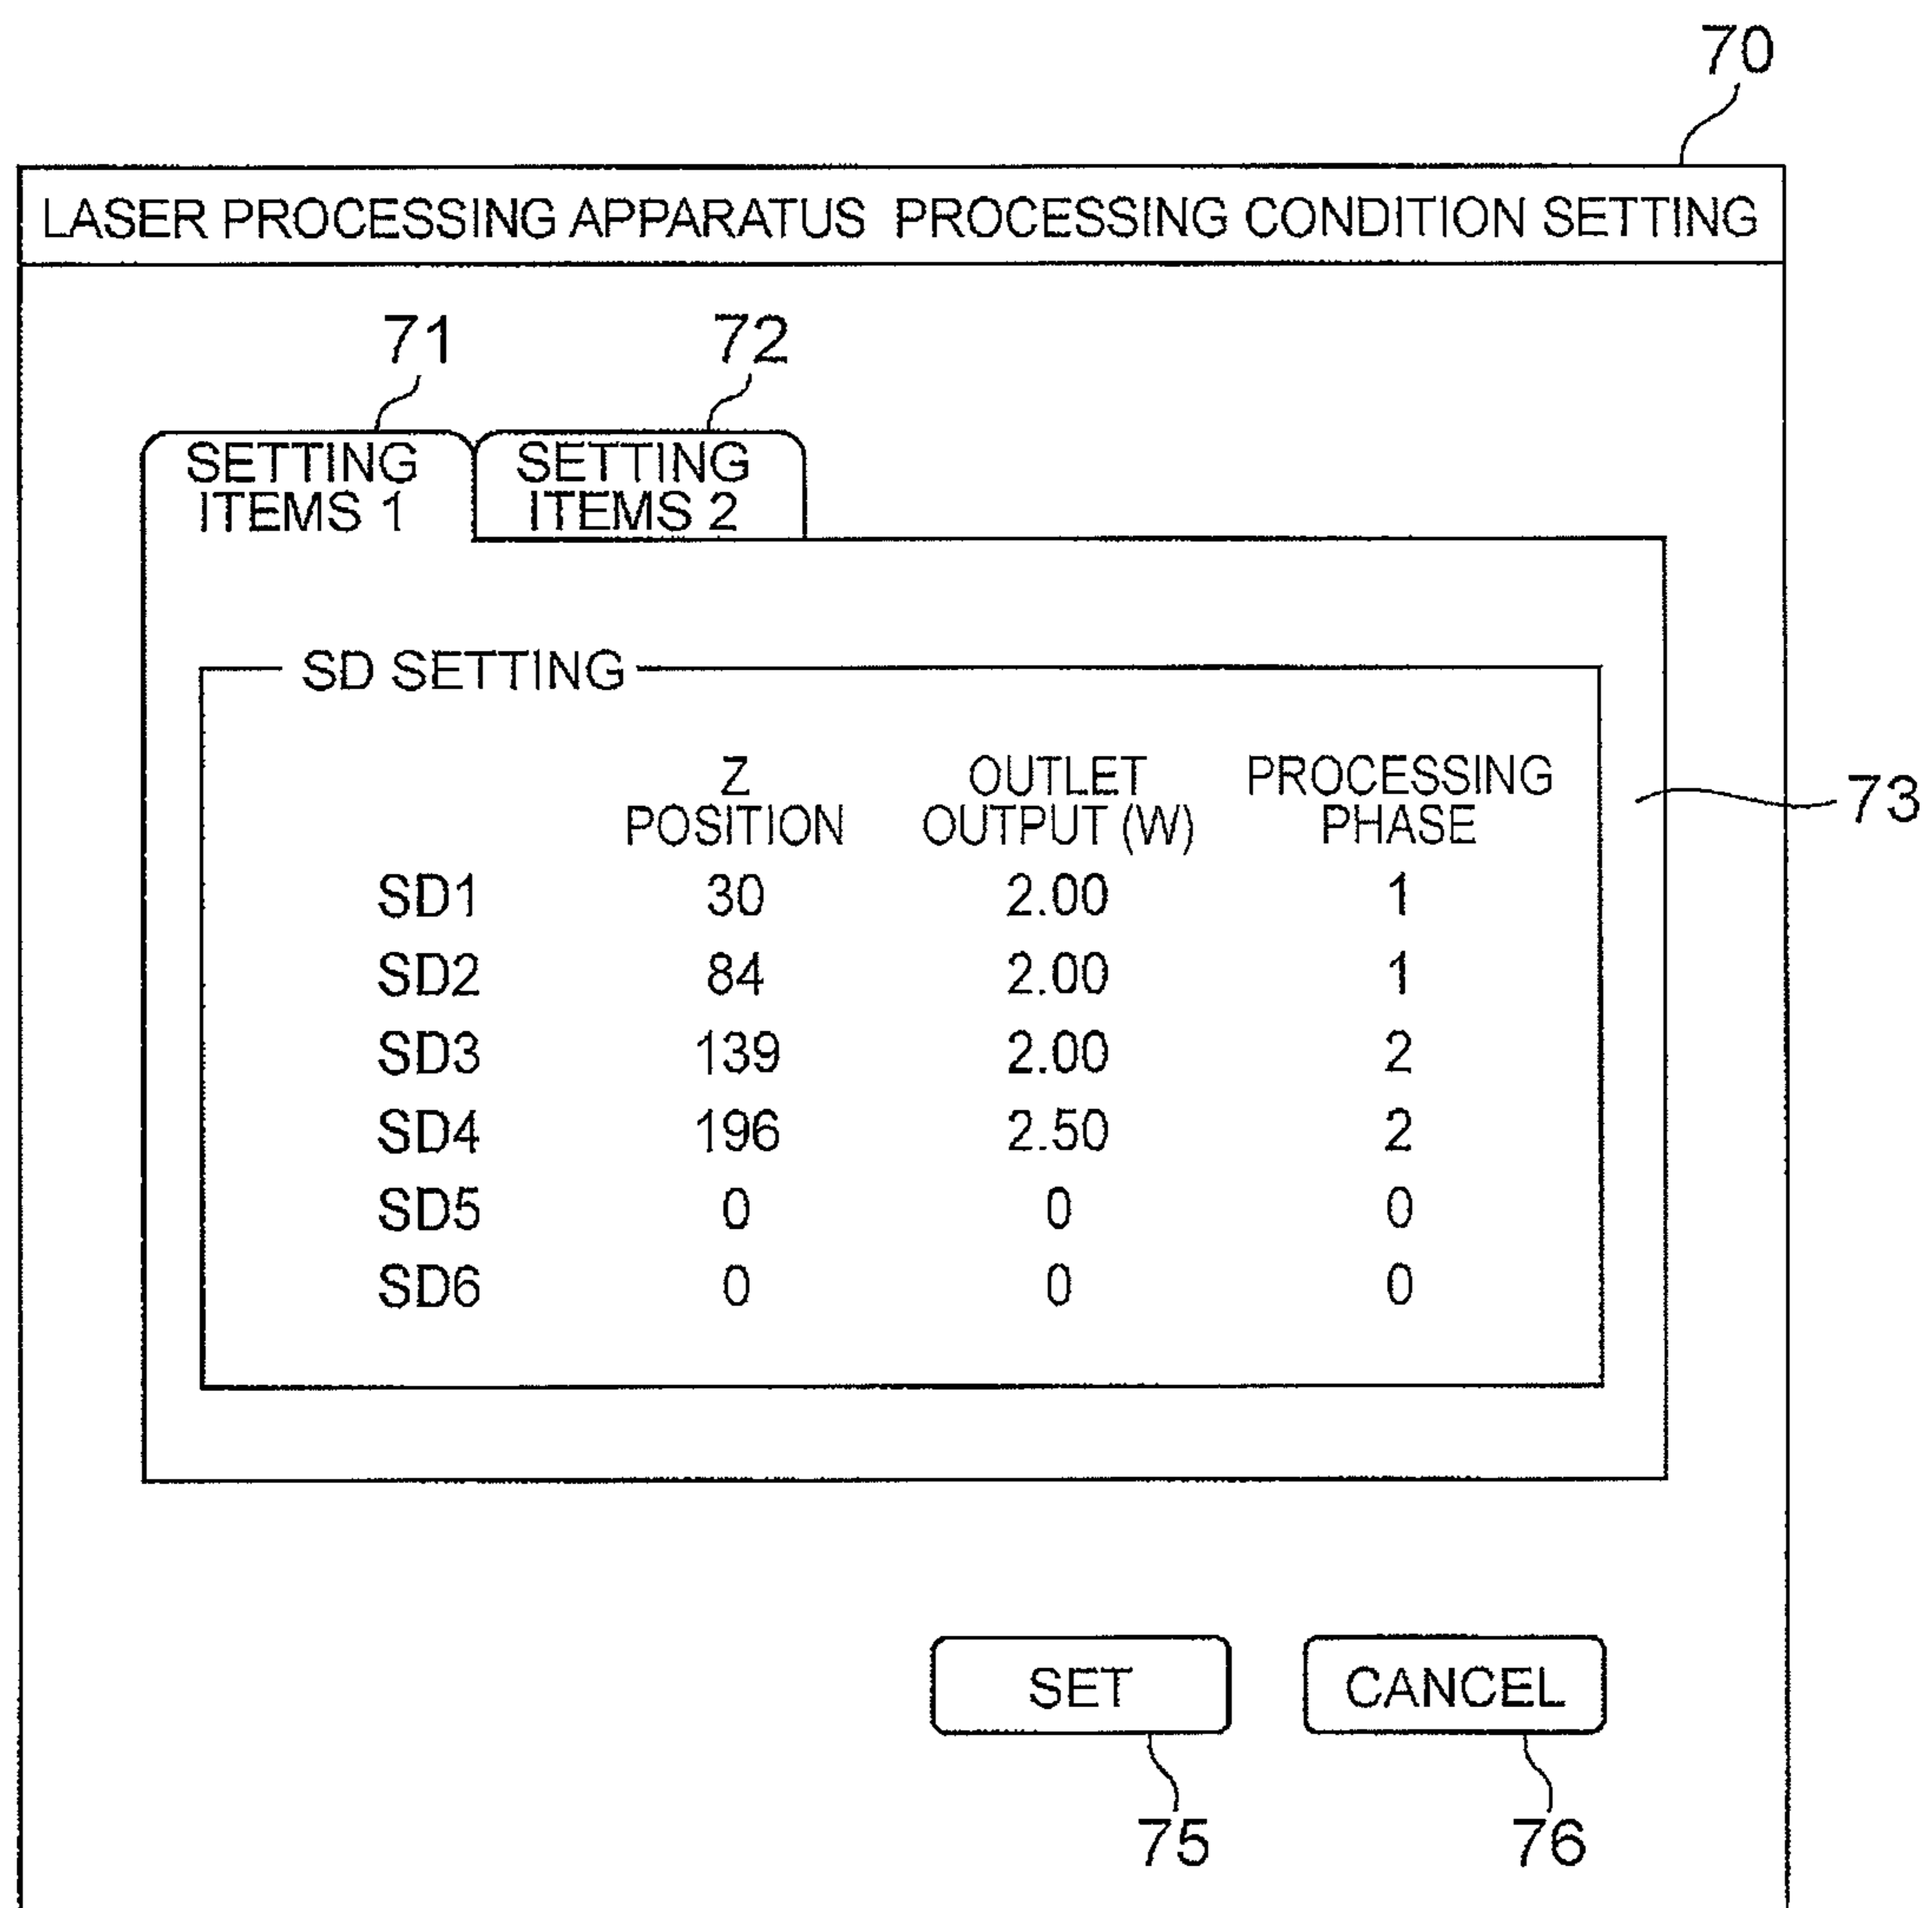 70
LASER PROCESSING APPARATUS PROCESSING CONDITION SETTING
71 72
SETTING ITEMS 1
SETTING ITEMS 2
SD SETTING
Z POSITION
OUTLET OUTPUT (W)
PROCESSING PHASE
73
SD1 30 2.00 1
SD2 84 2.00 1
SD3 139 2.00 2
SD4 196 2.50 2
SD5 0 0 0
SD6 0 0 0
SET CANCEL
75 76